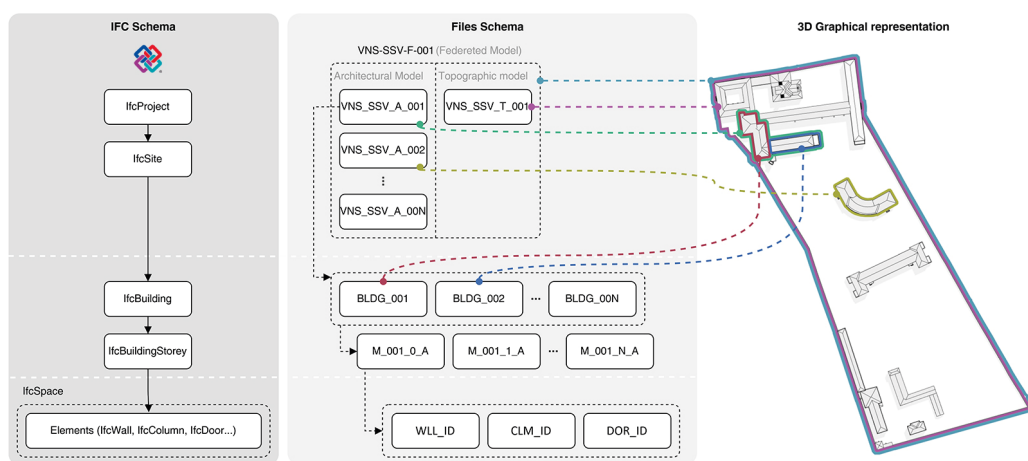 IFC Schema
IfcProject
IfcSite
IfcBuilding
IfcBuildingStorey
IfcSpace
Elements (IfcWall, IfcColumn, IfcDoor...)
Files Schema
VNS-SSV-F-001 (Federeted Model)
Architectural Model
Topographic model
VNS_SSV_A_001
VNS_SSV_T_001
VNS_SSV_A_002
VNS_SSV_A_00N
BLDG_001
BLDG_002
BLDG_00N
M_001_0_A
M_001_1_A
M_001_N_A
WLL_ID
CLM_ID
DOR_ID
3D Graphical representation